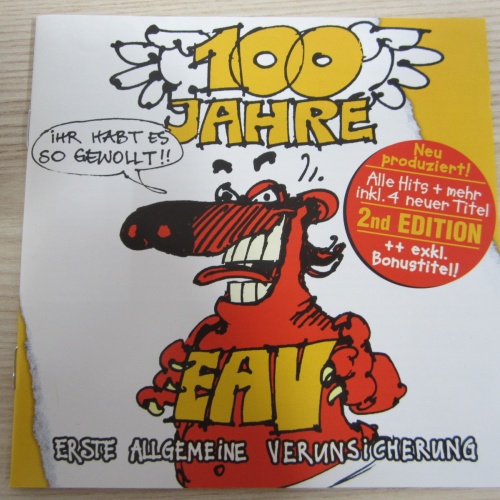 100
JAHRE
iHR HABT ES
SO GEWOLLT!!
Neu
produziert!
Alle Hits + mehr
inkl. 4 neuer Titel
2nd EDITION
++ exkl.
Bonustitel!
EAV
ERSTE ALLGEMEiNE VERUNSiCHERUNG